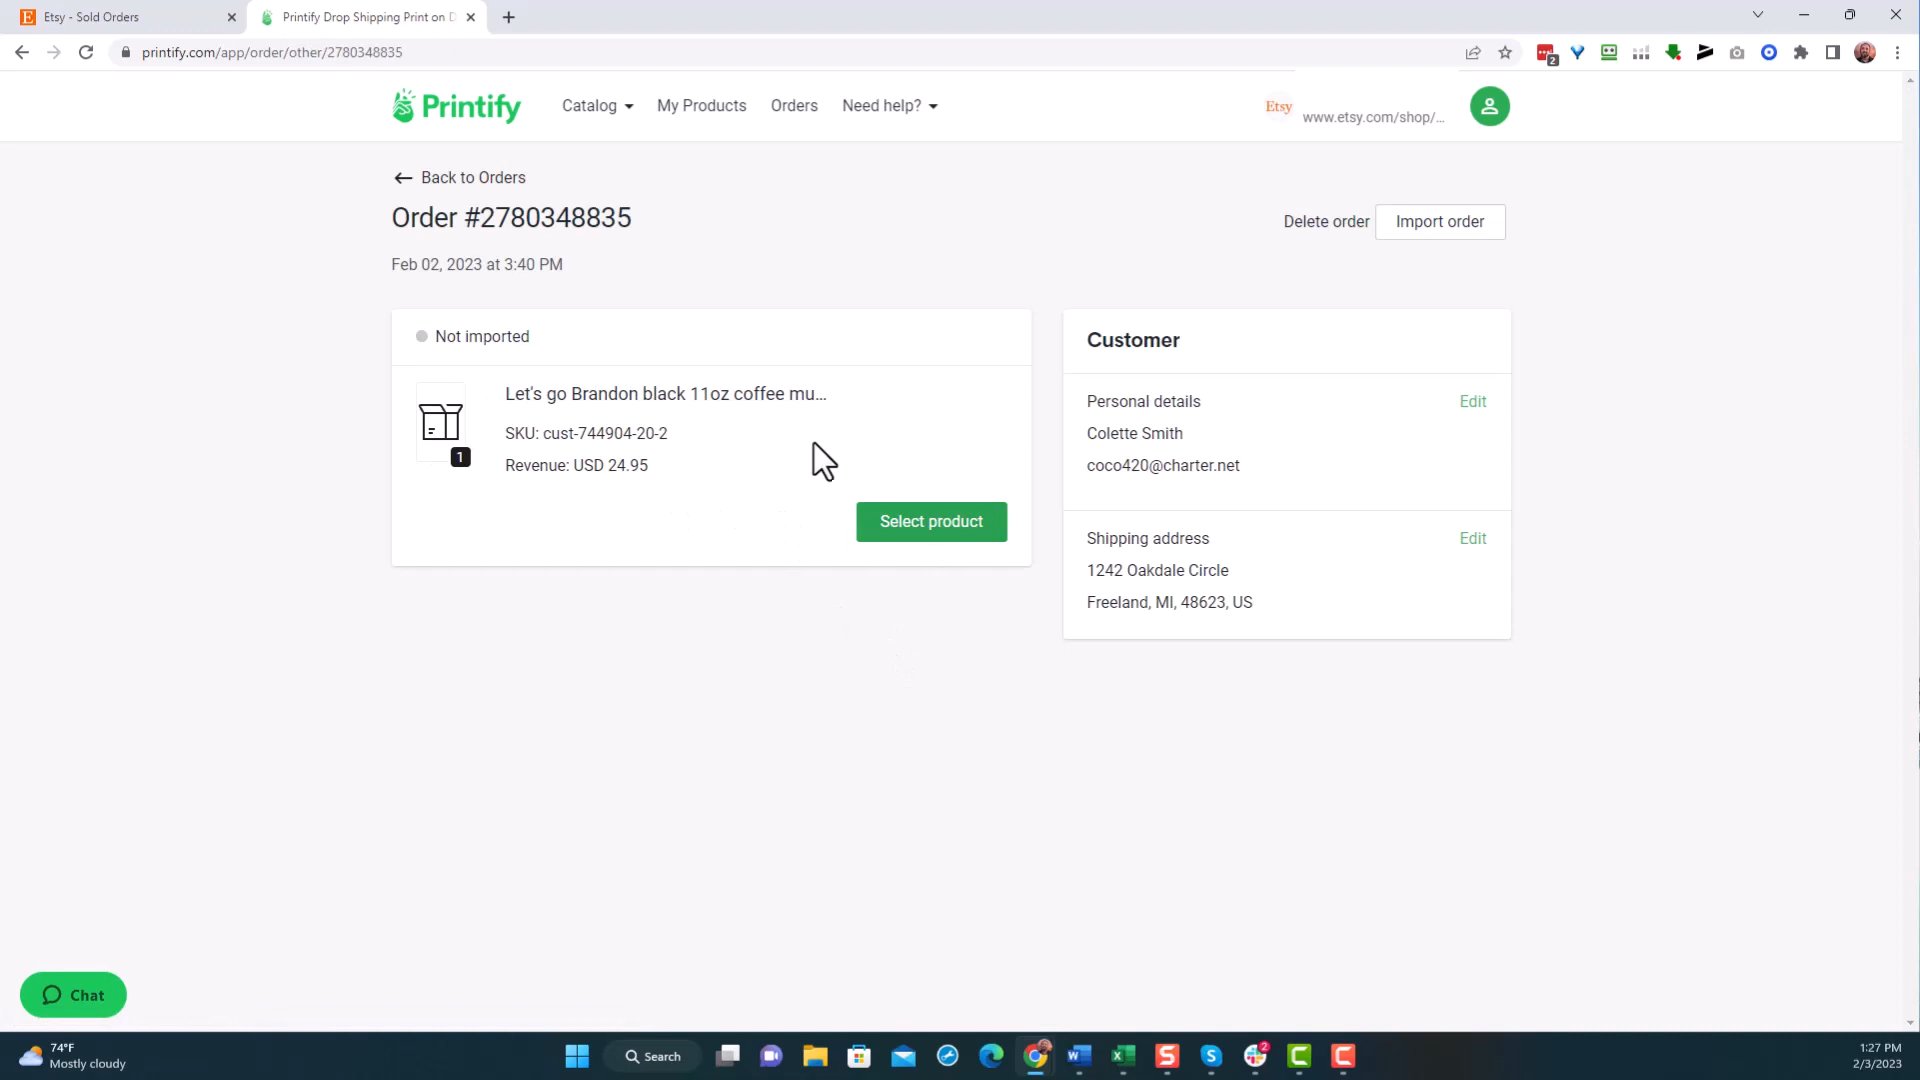 Etsy - Sold Orders
Printify Drop Shipping Print on D
printify.com/app/order/other/2780348835
2
Printify
Catalog
My Products
Orders
Need help?
Etsy
www.etsy.com/shop/...
Back to Orders
Order #2780348835
Delete order
Import order
Feb 02, 2023 at 3:40 PM
Not imported
Let's go Brandon black 11oz coffee mu...
SKU: cust-744904-20-2
1
Revenue: USD 24.95
Select product
Customer
Personal details
Edit
Colette Smith
coco420@charter.net
Shipping address
Edit
1242 Oakdale Circle
Freeland, MI, 48623, US
Chat
74°F
Mostly cloudy
Search
2
1:27 PM
2/3/2023